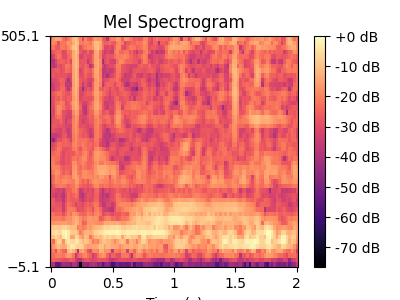 Mel Spectrogram
505.1
−5.1
0
0.5
1
1.5
2
+0 dB
-10 dB
-20 dB
-30 dB
-40 dB
-50 dB
-60 dB
-70 dB